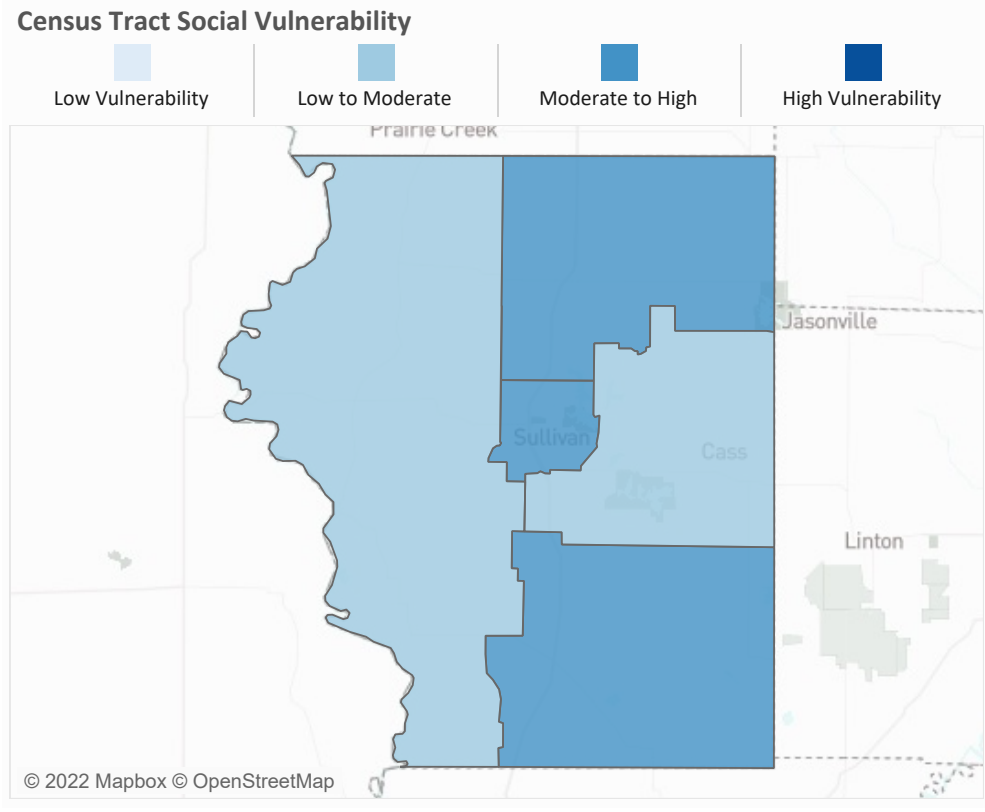 Census Tract Social Vulnerability
Low Vulnerability
Low to Moderate
Moderate to High
High Vulnerability
Prairie Creek
Jasonville
Sullivan
Cass
Linton
© 2022 Mapbox © OpenStreetMap